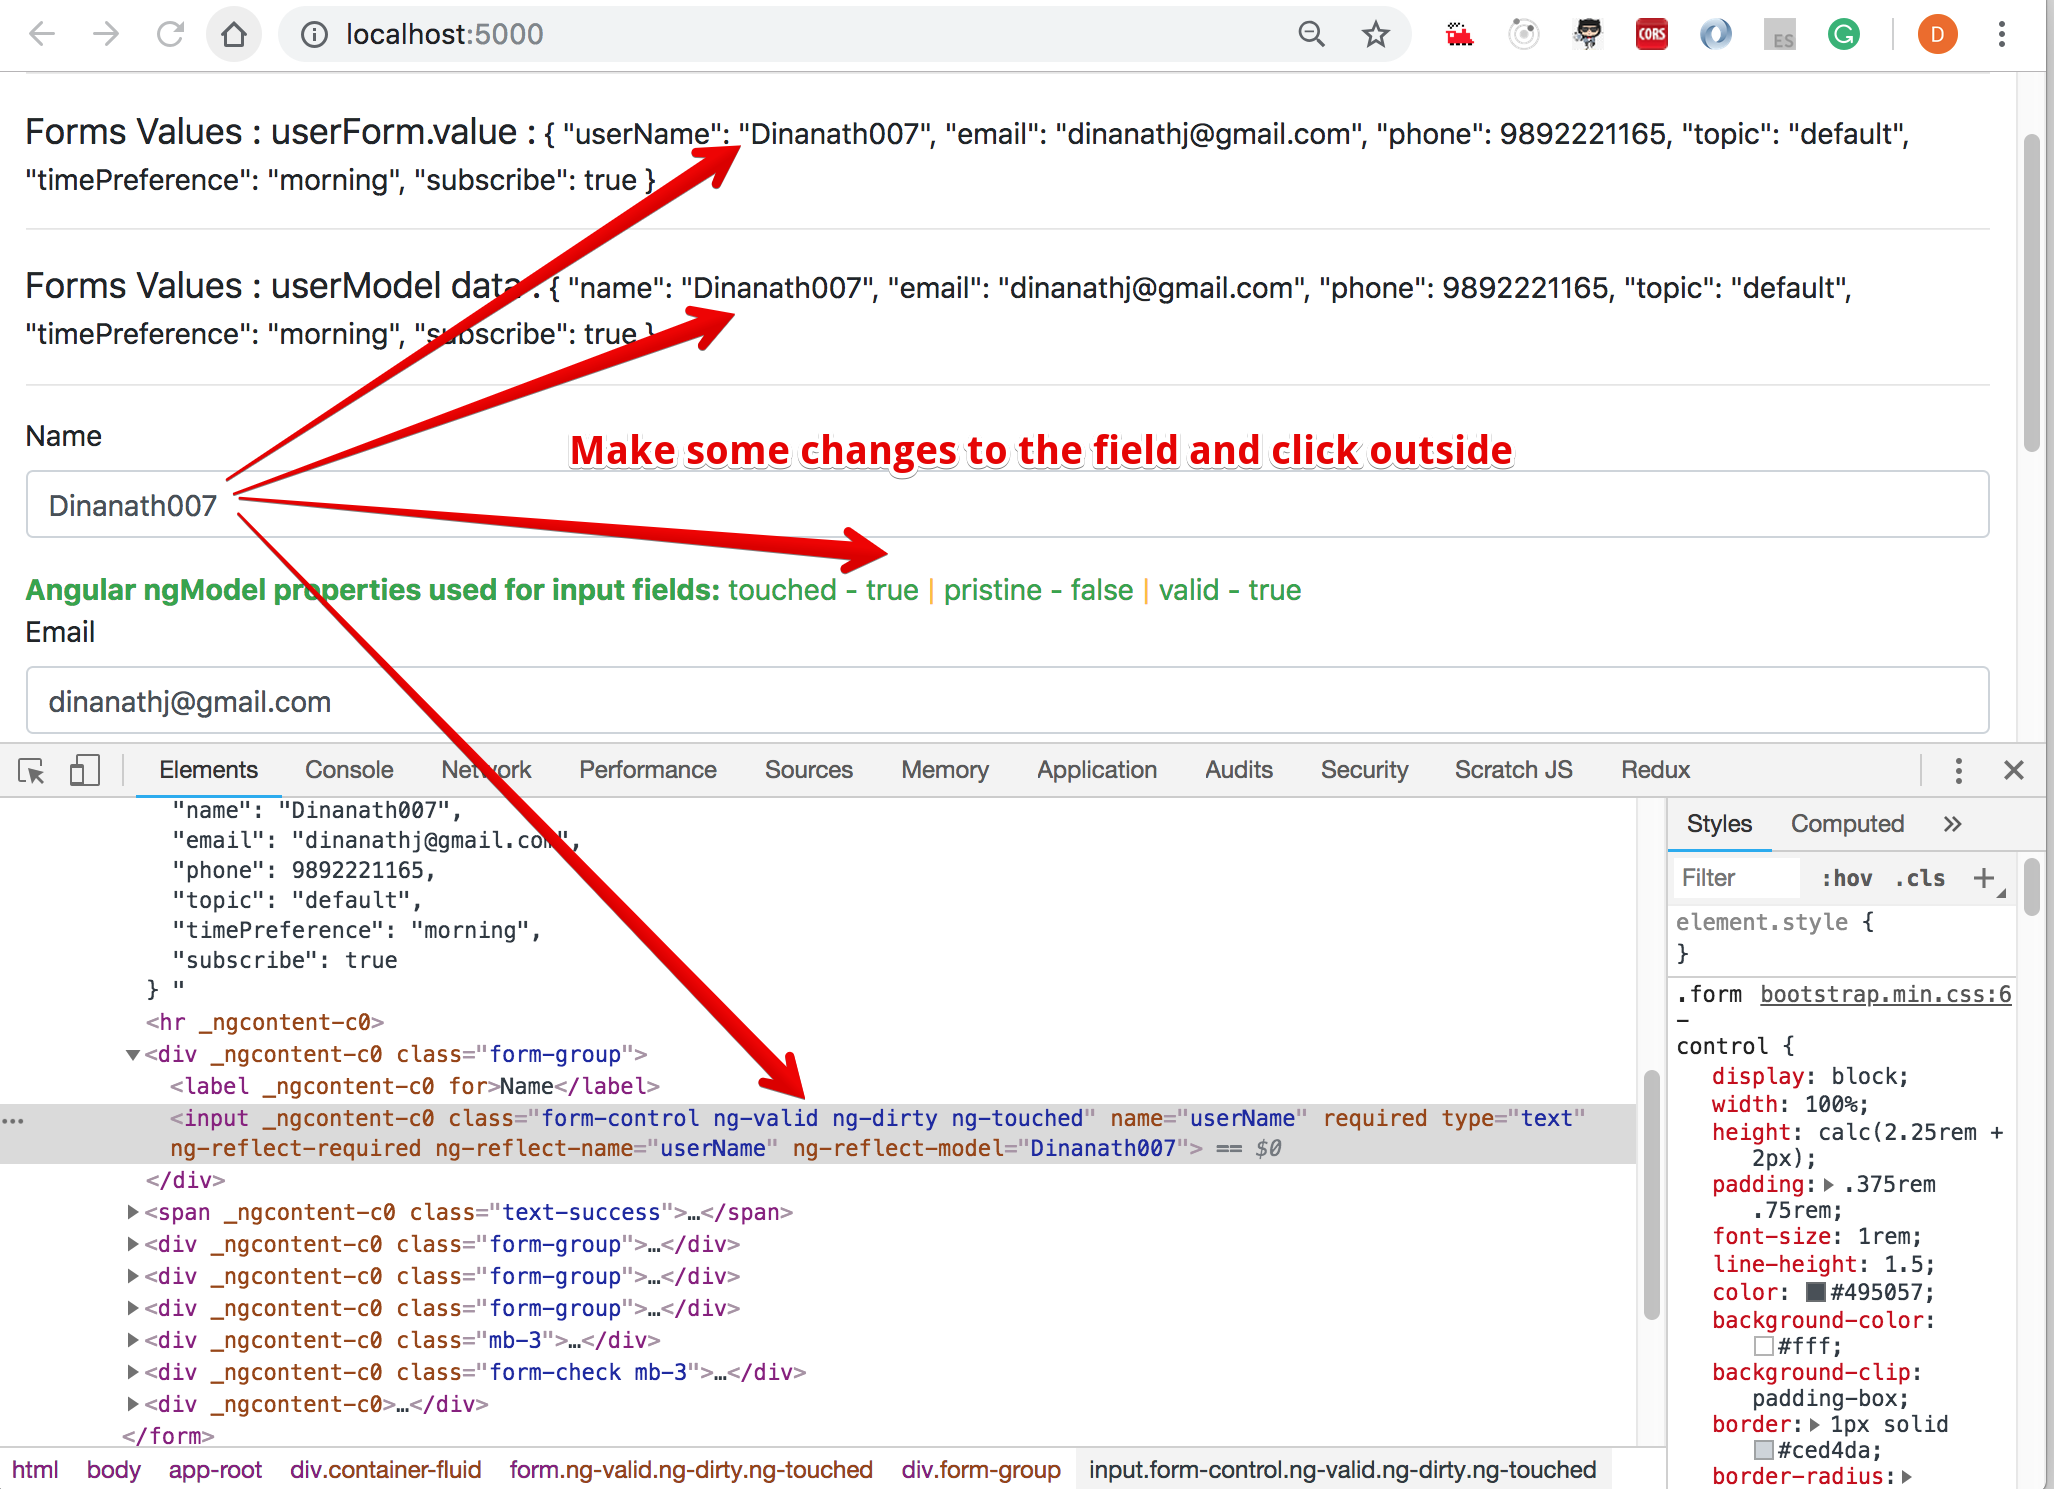 localhost:5000
CORS
ES
G
D
Forms Values : userForm.value : { "userName": "Dinanath007", "email": "dinanathj@gmail.com", "phone": 9892221165, "topic": "default",
"timePreference": "morning", "subscribe": true }
Forms Values : userModel data : { "name": "Dinanath007", "email": "dinanathj@gmail.com", "phone": 9892221165, "topic": "default",
"timePreference": "morning", "subscribe": true }
Name
Make some changes to the field and click outside
Dinanath007
Angular ngModel properties used for input fields: touched - true | pristine - false | valid - true
Email
dinanathj@gmail.com
Elements Console Network Performance Sources Memory Application Audits Security Scratch JS Redux
"name": "Dinanath007",
"email": "dinanathj@gmail.com",
"phone": 9892221165,
"topic": "default",
"timePreference": "morning",
"subscribe": true
} "
<hr _ngcontent-c0>
<div _ngcontent-c0 class="form-group">
<label _ngcontent-c0 for>Name</label>
<input _ngcontent-c0 class="form-control ng-valid ng-dirty ng-touched" name="userName" required type="text"
ng-reflect-required ng-reflect-name="userName" ng-reflect-model="Dinanath007"> == $0
</div>
<span _ngcontent-c0 class="text-success">…</span>
<div _ngcontent-c0 class="form-group">…</div>
<div _ngcontent-c0 class="form-group">…</div>
<div _ngcontent-c0 class="form-group">…</div>
<div _ngcontent-c0 class="mb-3">…</div>
<div _ngcontent-c0 class="form-check mb-3">…</div>
<div _ngcontent-c0>…</div>
</form>
html body app-root div.container-fluid form.ng-valid.ng-dirty.ng-touched div.form-group input.form-control.ng-valid.ng-dirty.ng-touched
Styles Computed »
Filter :hov .cls +
element.style {
}
.form bootstrap.min.css:6
-
control {
display: block;
width: 100%;
height: calc(2.25rem +
2px);
padding: .375rem
.75rem;
font-size: 1rem;
line-height: 1.5;
color: #495057;
background-color:
#fff;
background-clip:
padding-box;
border: 1px solid
#ced4da;
border-radius: